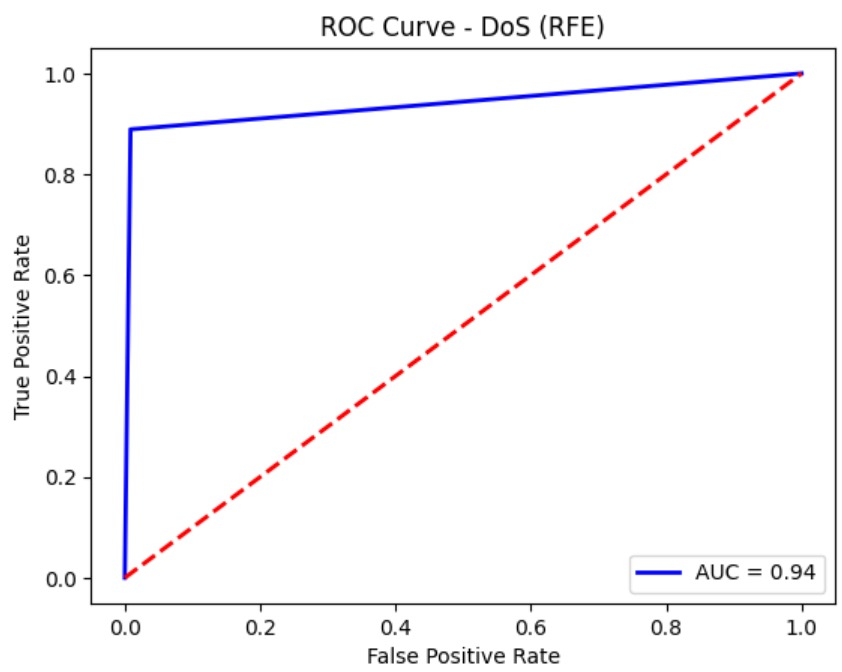 ROC Curve - DoS (RFE)
True Positive Rate
1.0
0.8
0.6
0.4
0.2
0.0
AUC = 0.94
0.0 0.2 0.4 0.6 0.8 1.0
False Positive Rate